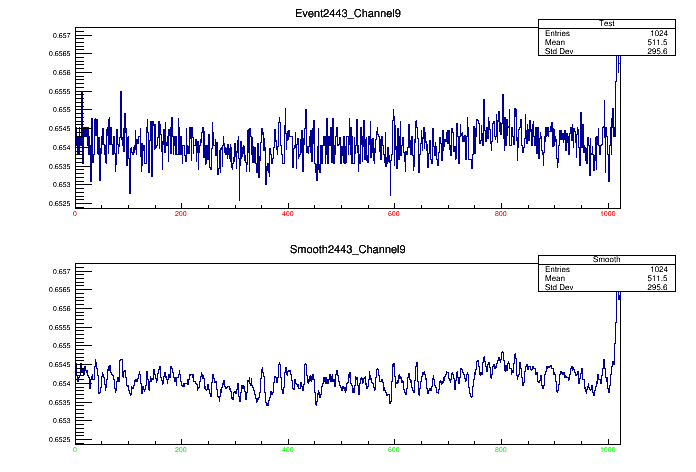 Event2443_Channel9
Test
Entries 1024
Mean 511.5
Std Dev 295.6
0.657
0.6565
0.656
0.6555
0.655
0.6545
0.654
0.6535
0.653
0.6525
0 200 400 600 800 1000
Smooth2443_Channel9
Smooth
Entries 1024
Mean 511.5
Std Dev 295.6
0.657
0.6565
0.656
0.6555
0.655
0.6545
0.654
0.6535
0.653
0.6525
0 200 400 600 800 1000